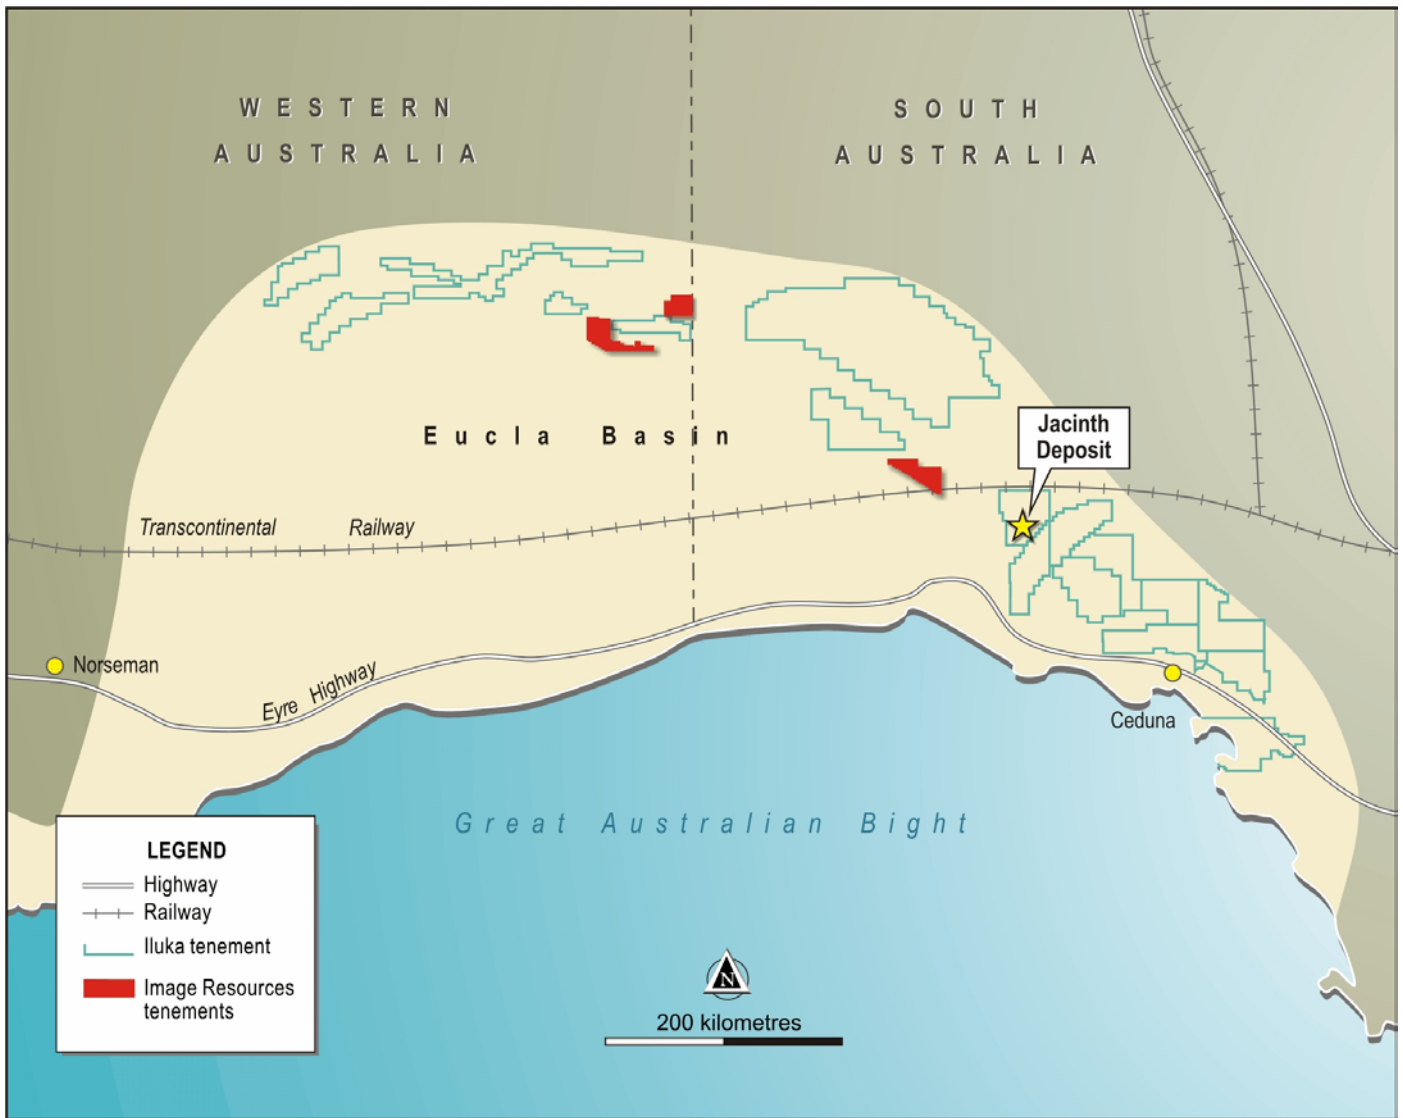 WESTERN
AUSTRALIA
SOUTH
AUSTRALIA
Eucla Basin
Jacinth
Deposit
Transcontinental Railway
Norseman
Eyre Highway
Ceduna
Great Australian Bight
LEGEND
Highway
Railway
Iluka tenement
Image Resources
tenements
N
200 kilometres